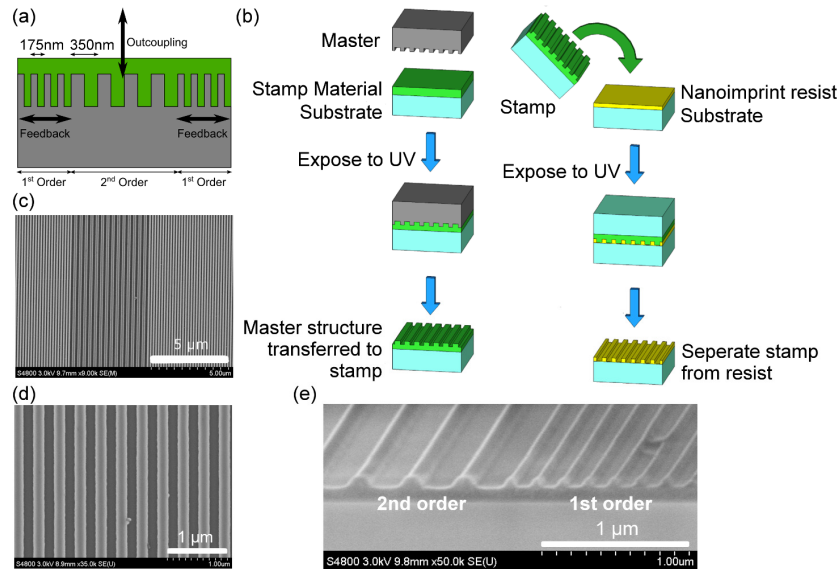 (a)
175nm 350nm
Outcoupling
Feedback
Feedback
1st Order
2nd Order
1st Order
(b)
Master
Stamp Material
Substrate
Expose to UV
Master structure
transferred to
stamp
Stamp
Nanoimprint resist
Substrate
Expose to UV
Seperate stamp
from resist
(c)
5 µm
S4800 3.0kV 9.7mm x9.00k SE(M)
5.00um
(d)
1 µm
S4800 3.0kV 8.9mm x35.0k SE(U)
1.00um
(e)
2nd order
1st order
1 µm
S4800 3.0kV 9.8mm x50.0k SE(U)
1.00um